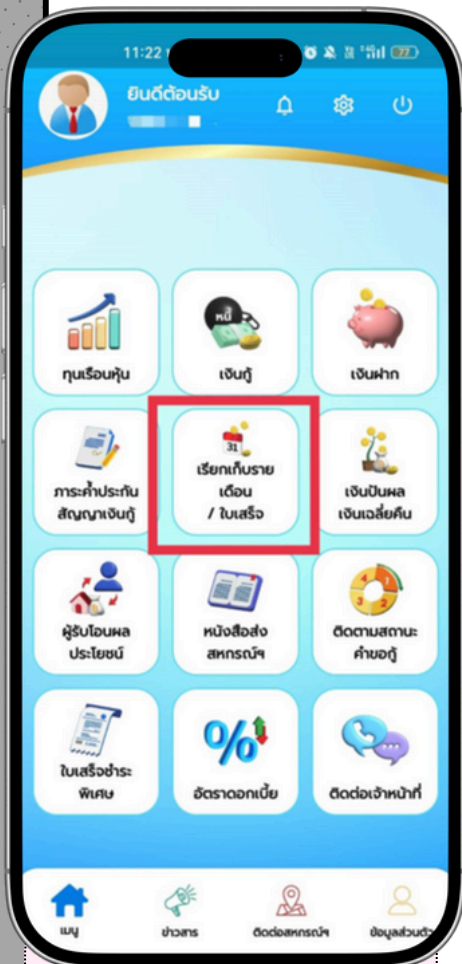 11:22
77
ยินดีต้อนรับ
หนี้
ทุนเรือนหุ้น
เงินกู้
เงินฝาก
31
ภาระค้ำประกัน
สัญญาเงินกู้
เรียกเก็บราย
เดือน
/ ใบเสร็จ
เงินปันผล
เงินเฉลี่ยคืน
4 1
3 2
ผู้รับโอนผล
ประโยชน์
หนังสือส่ง
สหกรณ์ฯ
ติดตามสถานะ
คำขอกู้
%
ใบเสร็จชำระ
พิเศษ
อัตราดอกเบี้ย
ติดต่อเจ้าหน้าที่
เมนู
ข่าวสาร
ติดต่อสหกรณ์ฯ
ข้อมูลส่วนตัว